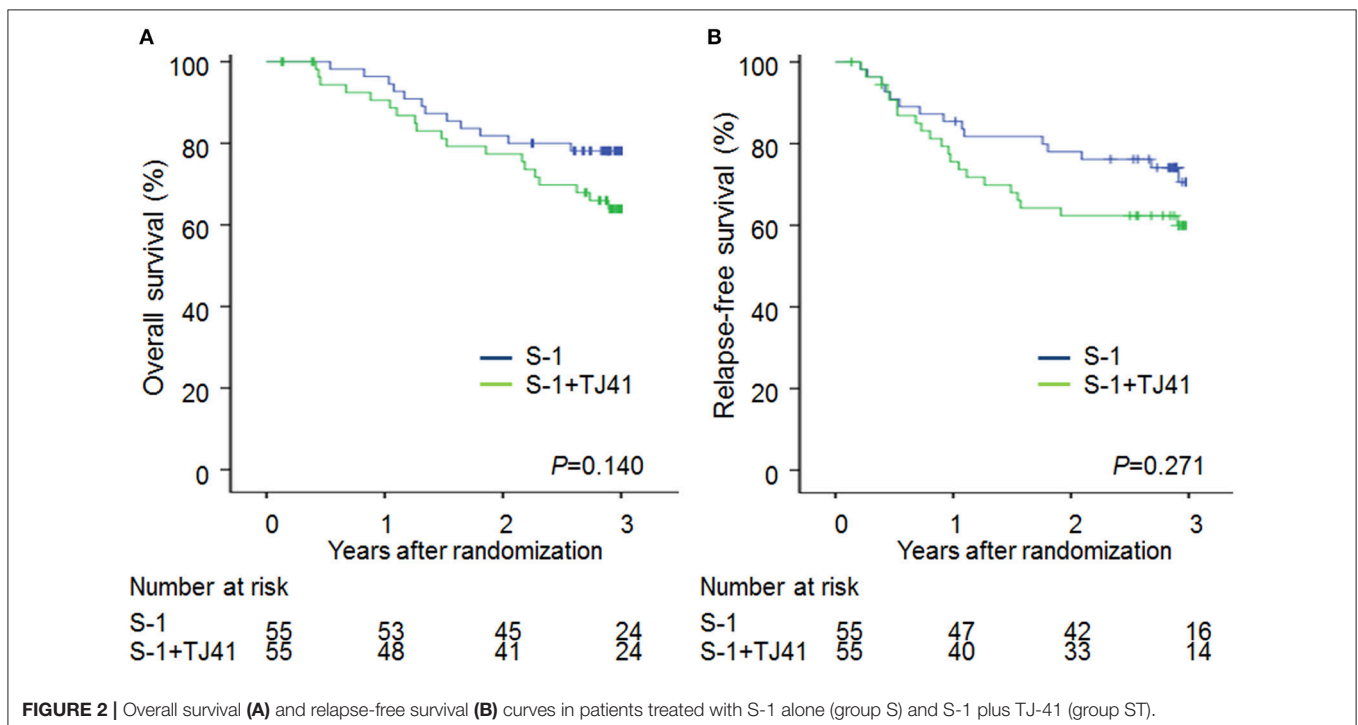 A
100
80
60
40
20
0
Overall survival (%)
S-1
S-1+TJ41
P=0.140
0 1 2 3
Years after randomization
Number at risk
S-1 55 53 45 24
S-1+TJ41 55 48 41 24
B
100
80
60
40
20
0
Relapse-free survival (%)
S-1
S-1+TJ41
P=0.271
0 1 2 3
Years after randomization
Number at risk
S-1 55 47 42 16
S-1+TJ41 55 40 33 14
FIGURE 2 | Overall survival (A) and relapse-free survival (B) curves in patients treated with S-1 alone (group S) and S-1 plus TJ-41 (group ST).